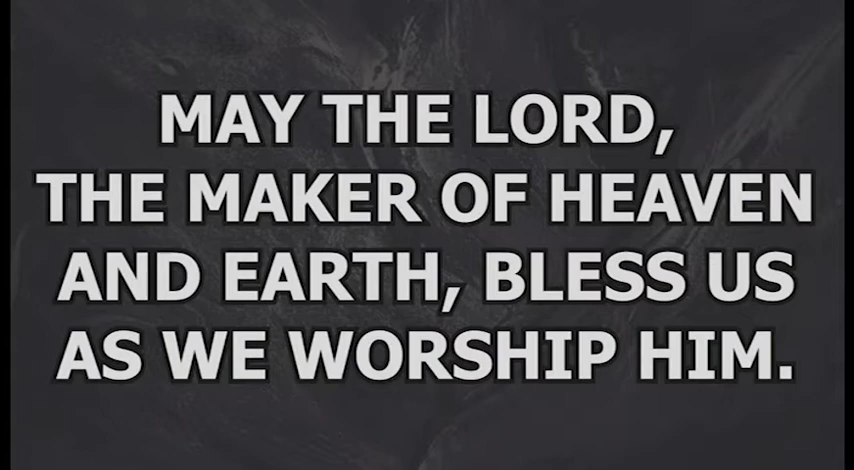 MAY THE LORD,
THE MAKER OF HEAVEN
AND EARTH, BLESS US
AS WE WORSHIP HIM.